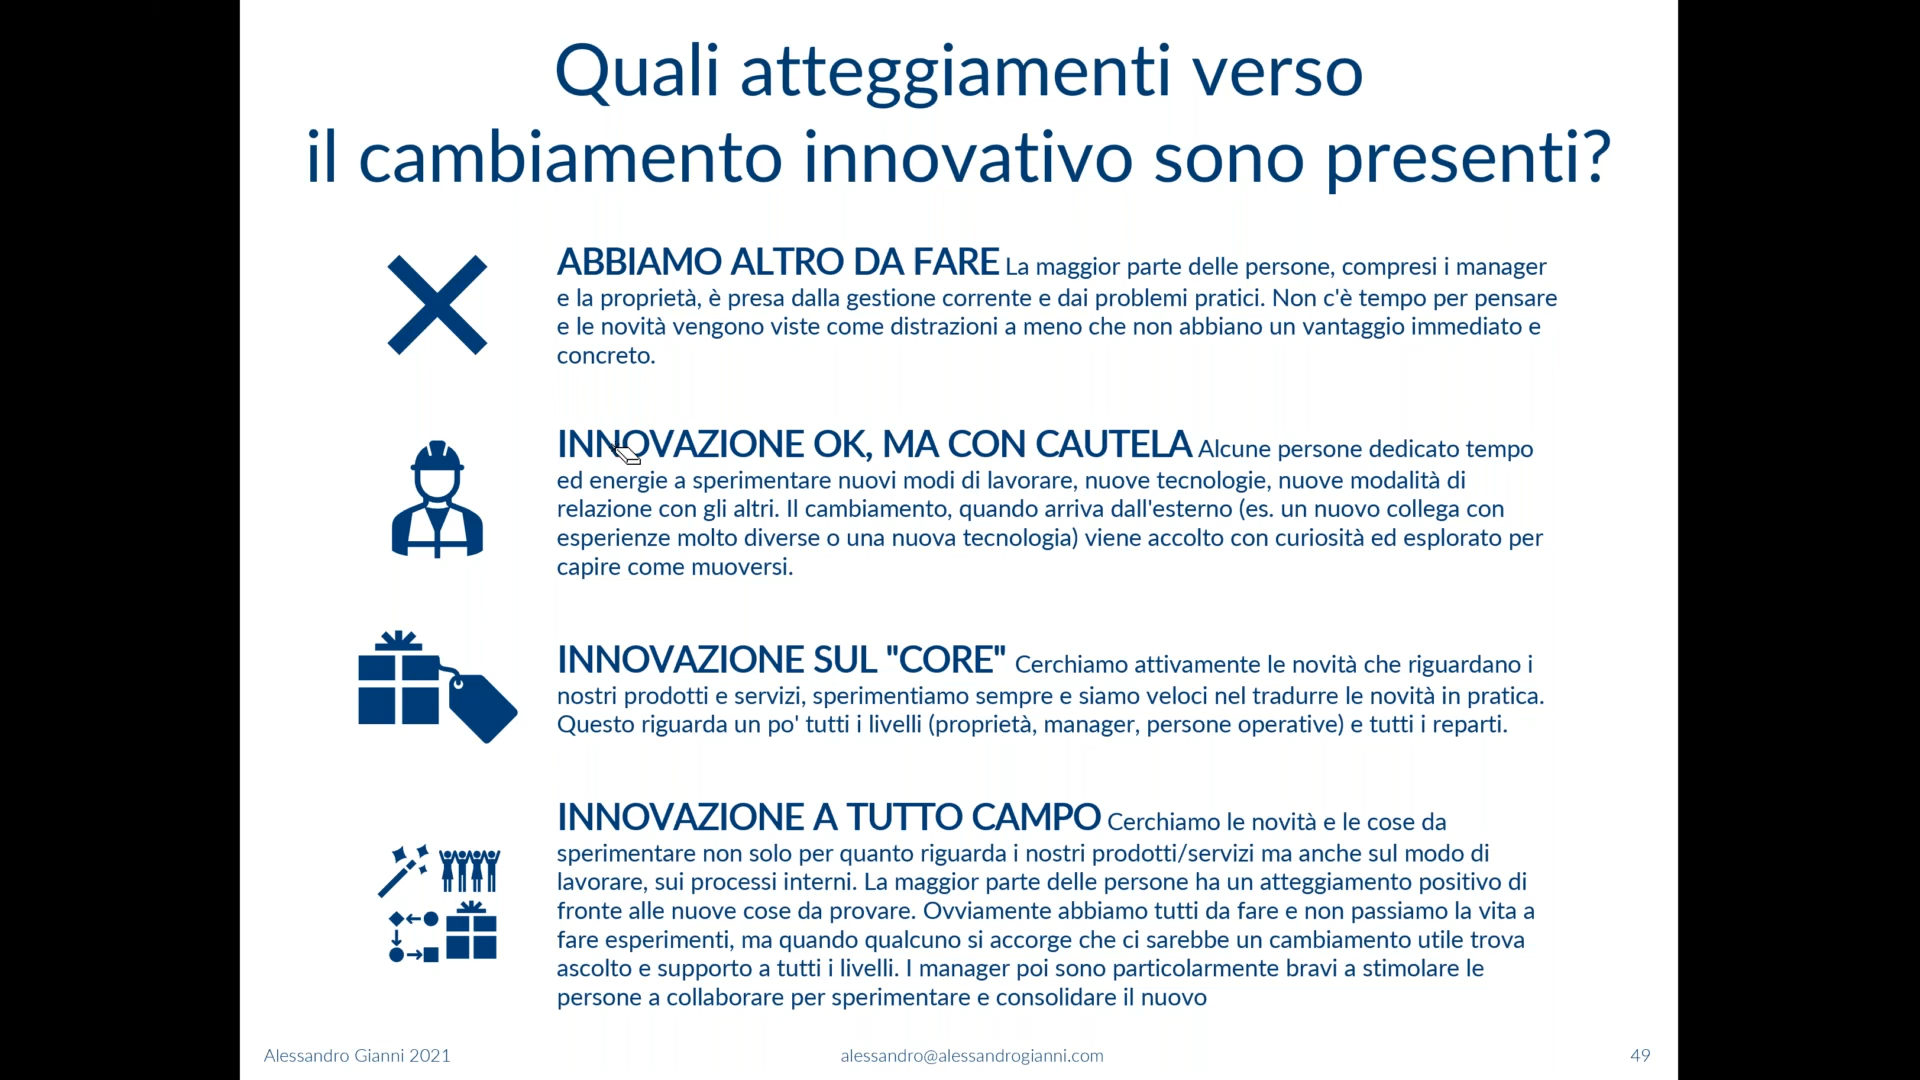 Quali atteggiamenti verso
il cambiamento innovativo sono presenti?
ABBIAMO ALTRO DA FARE La maggior parte delle persone, compresi i manager
e la proprietà, è presa dalla gestione corrente e dai problemi pratici. Non c'è tempo per pensare
e le novità vengono viste come distrazioni a meno che non abbiano un vantaggio immediato e
concreto.
INNOVAZIONE OK, MA CON CAUTELA Alcune persone dedicato tempo
ed energie a sperimentare nuovi modi di lavorare, nuove tecnologie, nuove modalità di
relazione con gli altri. Il cambiamento, quando arriva dall'esterno (es. un nuovo collega con
esperienze molto diverse o una nuova tecnologia) viene accolto con curiosità ed esplorato per
capire come muoversi.
INNOVAZIONE SUL "CORE" Cerchiamo attivamente le novità che riguardano i
nostri prodotti e servizi, sperimentiamo sempre e siamo veloci nel tradurre le novità in pratica.
Questo riguarda un po' tutti i livelli (proprietà, manager, persone operative) e tutti i reparti.
INNOVAZIONE A TUTTO CAMPO Cerchiamo le novità e le cose da
sperimentare non solo per quanto riguarda i nostri prodotti/servizi ma anche sul modo di
lavorare, sui processi interni. La maggior parte delle persone ha un atteggiamento positivo di
fronte alle nuove cose da provare. Ovviamente abbiamo tutti da fare e non passiamo la vita a
fare esperimenti, ma quando qualcuno si accorge che ci sarebbe un cambiamento utile trova
ascolto e supporto a tutti i livelli. I manager poi sono particolarmente bravi a stimolare le
persone a collaborare per sperimentare e consolidare il nuovo
Alessandro Gianni 2021
alessandro@alessandrogianni.com
49